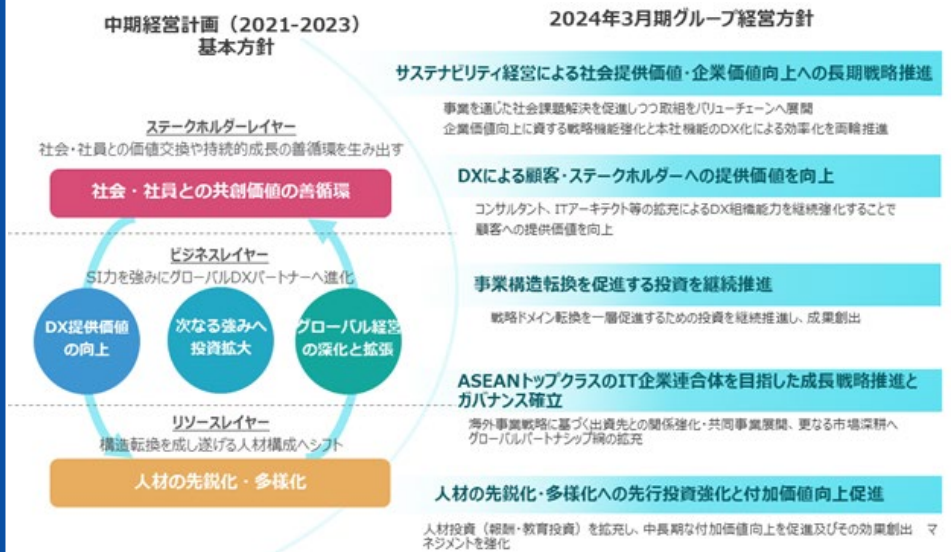 中期経営計画（2021-2023）
基本方針
ステークホルダーレイヤー
社会・社員との価値交換や持続的成長の善循環を生み出す
社会・社員との共創価値の善循環
ビジネスレイヤー
SI力を強みにグローバルDXパートナーへ進化
DX提供価値
の向上
次なる強みへ
投資拡大
グローバル経営
の深化と拡張
リソースレイヤー
構造転換を成し遂げる人材構成へシフト
人材の先鋭化・多様化
2024年3月期グループ経営方針
サステナビリティ経営による社会提供価値・企業価値向上への長期戦略推進
事業を通じた社会課題解決を促進しつつ取組をバリューチェーンへ展開
企業価値向上に資する戦略機能強化と本社機能のDX化による効率化を両輪推進
DXによる顧客・ステークホルダーへの提供価値を向上
コンサルタント、ITアーキテクト等の拡充によるDX組織能力を継続強化することで
顧客への提供価値を向上
事業構造転換を促進する投資を継続推進
戦略ドメイン転換を一層促進するための投資を継続推進し、成果創出
ASEANトップクラスのIT企業連合体を目指した成長戦略推進と
ガバナンス確立
海外事業戦略に基づく出資先との関係強化・共同事業展開、更なる市場深耕へ
グローバルパートナシップ網の拡充
人材の先鋭化・多様化への先行投資強化と付加価値向上促進
人材投資（報酬・教育投資）を拡充し、中長期な付加価値向上を促進及びその効果創出　マ
ネジメントを強化